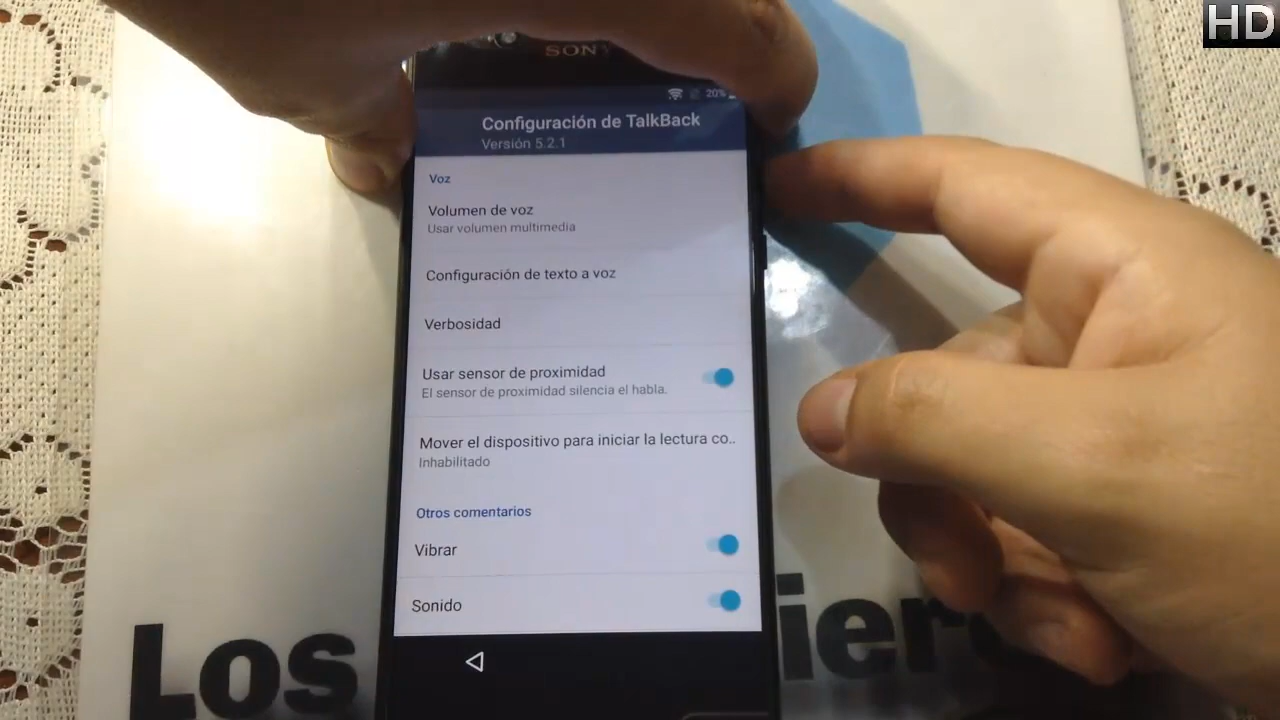 HD
SONY
20%
Configuración de TalkBack
Versión 5.2.1
Voz
Volumen de voz
Usar volumen multimedia
Configuración de texto a voz
Verbosidad
Usar sensor de proximidad
El sensor de proximidad silencia el habla.
Mover el dispositivo para iniciar la lectura co..
Inhabilitado
Otros comentarios
Vibrar
Sonido
Los